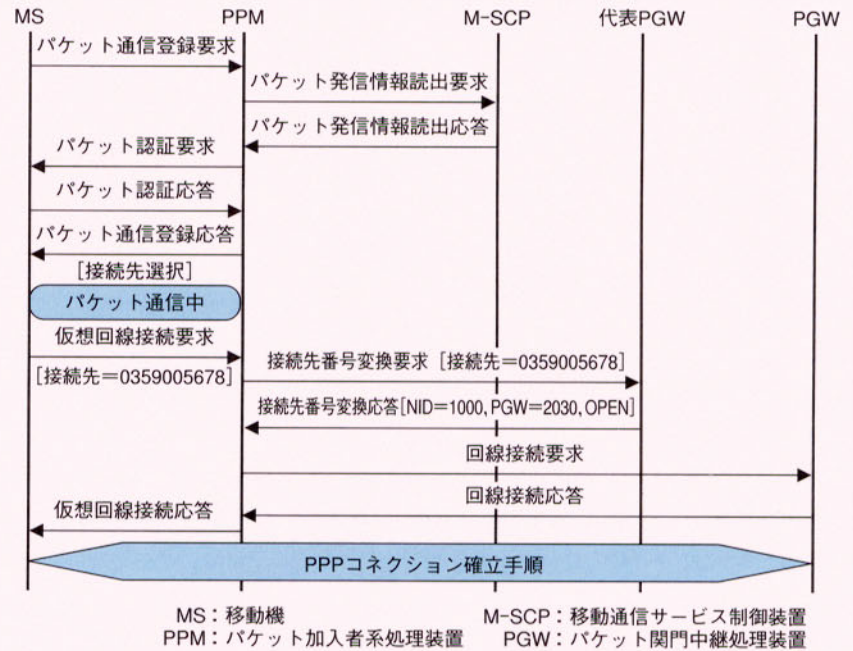 MS PPM M-SCP 代表PGW PGW
パケット通信登録要求
パケット発信情報読出要求
パケット発信情報読出応答
パケット認証要求
パケット認証応答
パケット通信登録応答
[接続先選択]
パケット通信中
仮想回線接続要求
[接続先=0359005678]
接続先番号変換要求 [接続先=0359005678]
接続先番号変換応答[NID=1000, PGW=2030, OPEN]
回線接続要求
回線接続応答
仮想回線接続応答
PPPコネクション確立手順
MS:移動機 M-SCP:移動通信サービス制御装置
PPM:パケット加入者系処理装置 PGW:パケット関門中継処理装置